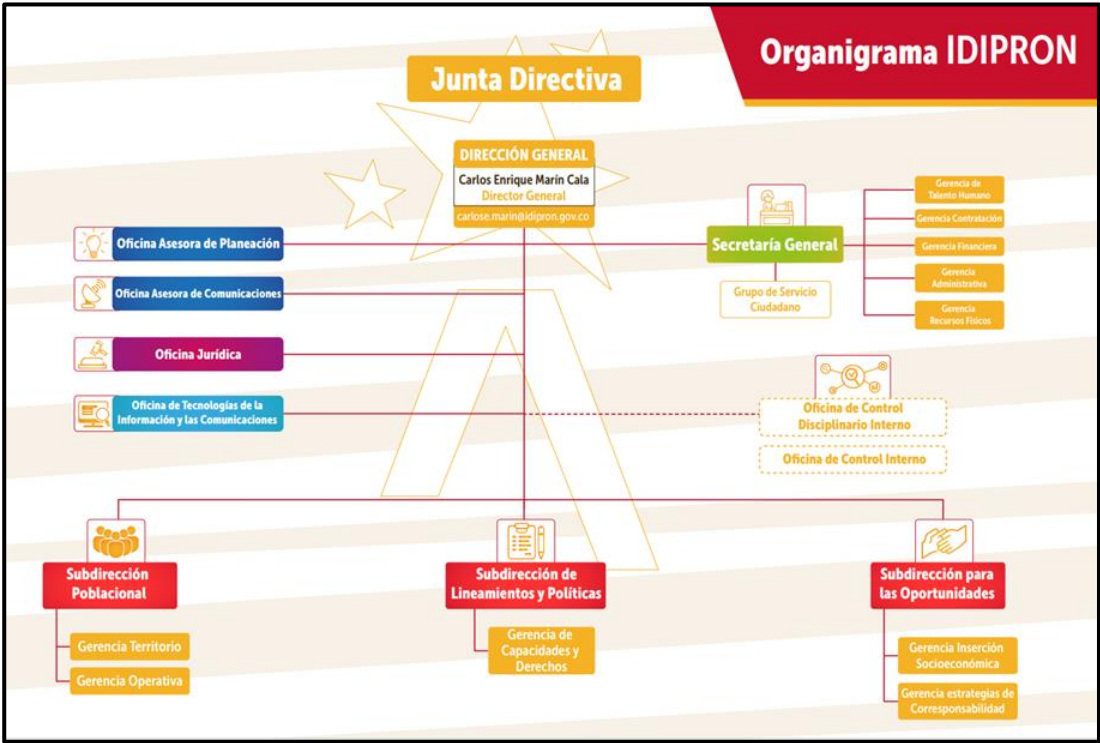 Organigrama IDIPRON
Junta Directiva
DIRECCIÓN GENERAL
Carlos Enrique Marín Cala
Director General
carlose.marin@idipron.gov.co
Oficina Asesora de Planeación
Oficina Asesora de Comunicaciones
Oficina Jurídica
Oficina de Tecnologías de la
Información y las Comunicaciones
Secretaría General
Grupo de Servicio
Ciudadano
Gerencia de
Talento Humano
Gerencia Contratación
Gerencia Financiera
Gerencia
Administrativa
Gerencia
Recursos Físicos
Oficina de Control
Disciplinario Interno
Oficina de Control Interno
Subdirección
Poblacional
Gerencia Territorio
Gerencia Operativa
Subdirección de
Lineamientos y Políticas
Gerencia de
Capacidades y
Derechos
Subdirección para
las Oportunidades
Gerencia Inserción
Socioeconómica
Gerencia estrategias de
Corresponsabilidad